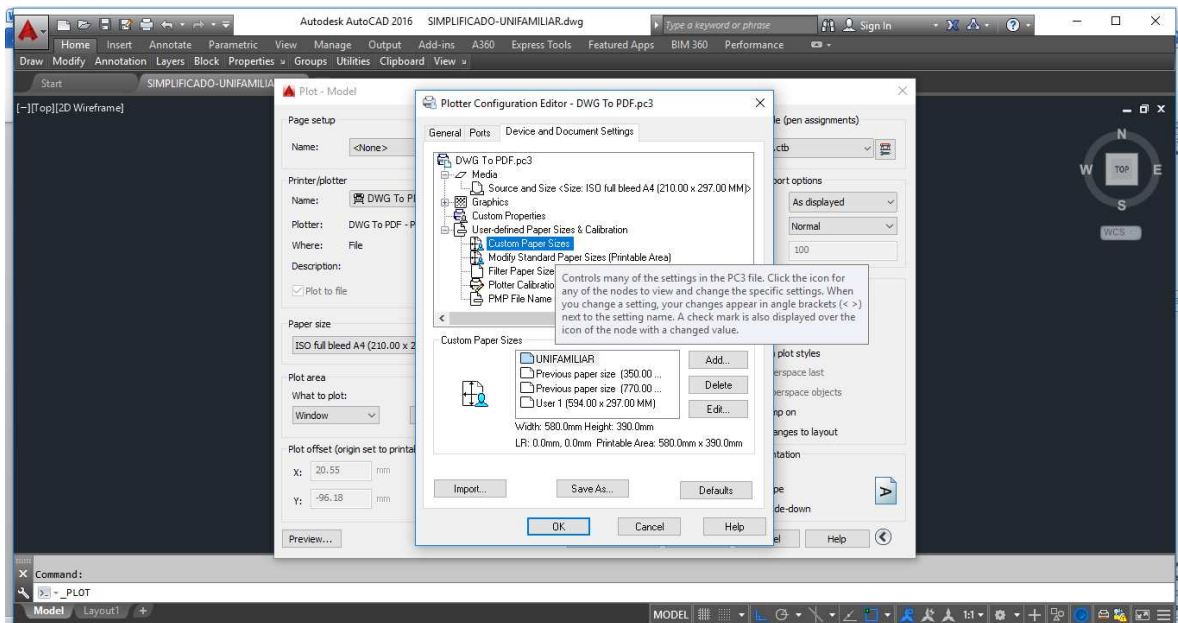 Autodesk AutoCAD 2016 SIMPLIFICADO-UNIFAMILIAR.dwg
Type a keyword or phrase
Sign In
Home Insert Annotate Parametric View Manage Output Add-ins A360 Express Tools Featured Apps BIM 360 Performance
Draw Modify Annotation Layers Block Properties Groups Utilities Clipboard View
Start SIMPLIFICADO-UNIFAMILIA
[−][Top][2D Wireframe]
Plot - Model
Page setup
Name: <None>
Printer/plotter
Name: DWG To P
Plotter: DWG To PDF - P
Where: File
Description:
Plot to file
Paper size
ISO full bleed A4 (210.00 x 2
Plot area
What to plot:
Window
Plot offset (origin set to printal
X: 20.55 mm
Y: -96.18 mm
Preview...
Plotter Configuration Editor - DWG To PDF.pc3
General Ports Device and Document Settings
DWG To PDF.pc3
Media
Source and Size <Size: ISO full bleed A4 (210.00 x 297.00 MM)>
Graphics
Custom Properties
User-defined Paper Sizes & Calibration
Custom Paper Sizes
Modify Standard Paper Sizes (Printable Area)
Filter Paper Size
Plotter Calibratio
PMP File Name
Controls many of the settings in the PC3 file. Click the icon for
any of the nodes to view and change the specific settings. When
you change a setting, your changes appear in angle brackets (< >)
next to the setting name. A check mark is also displayed over the
icon of the node with a changed value.
Custom Paper Sizes
UNIFAMILIAR
Previous paper size (350.00 ...
Previous paper size (770.00 ...
User 1 (594.00 x 297.00 MM)
Add...
Delete
Edit...
Width: 580.0mm Height: 390.0mm
LR: 0.0mm, 0.0mm Printable Area: 580.0mm x 390.0mm
Import... Save As... Defaults
OK Cancel Help
le (pen assignments)
.ctb
port options
As displayed
Normal
100
plot styles
erspace last
erspace objects
mp on
anges to layout
ntation
pe
de-down
A
el Help
N
W TOP E
S
WCS
Command:
_PLOT
Model Layout1 +
MODEL 1:1